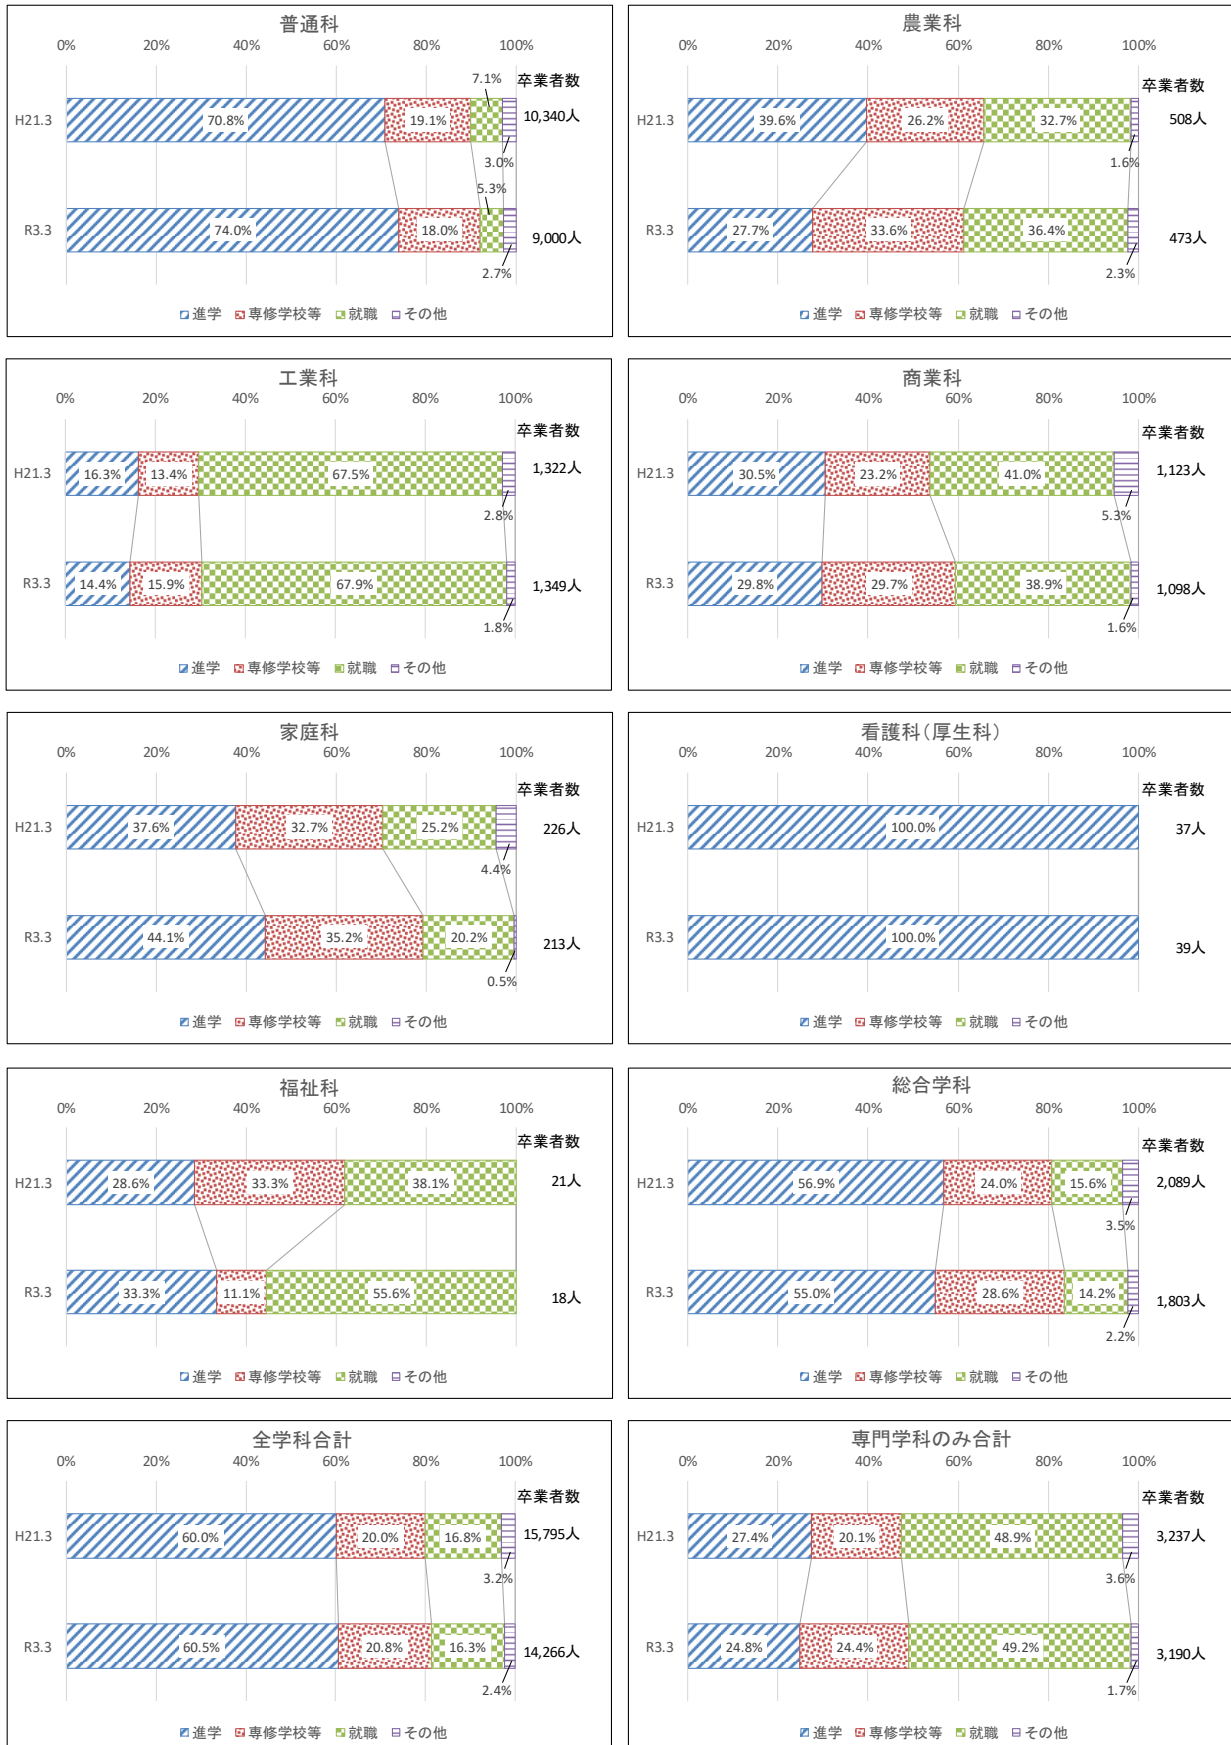 普通科
0% 20% 40% 60% 80% 100%
卒業者数
7.1%
H21.3 70.8% 19.1% 10,340人
3.0%
5.3%
R3.3 74.0% 18.0% 9,000人
2.7%
進学 専修学校等 就職 その他
農業科
0% 20% 40% 60% 80% 100%
卒業者数
H21.3 39.6% 26.2% 32.7% 508人
1.6%
R3.3 27.7% 33.6% 36.4% 473人
2.3%
進学 専修学校等 就職 その他
工業科
0% 20% 40% 60% 80% 100%
卒業者数
H21.3 16.3% 13.4% 67.5% 1,322人
2.8%
R3.3 14.4% 15.9% 67.9% 1,349人
1.8%
進学 専修学校等 就職 その他
商業科
0% 20% 40% 60% 80% 100%
卒業者数
H21.3 30.5% 23.2% 41.0% 1,123人
5.3%
R3.3 29.8% 29.7% 38.9% 1,098人
1.6%
進学 専修学校等 就職 その他
家庭科
0% 20% 40% 60% 80% 100%
卒業者数
H21.3 37.6% 32.7% 25.2% 226人
4.4%
R3.3 44.1% 35.2% 20.2% 213人
0.5%
進学 専修学校等 就職 その他
看護科(厚生科)
0% 20% 40% 60% 80% 100%
卒業者数
H21.3 100.0% 37人
R3.3 100.0% 39人
進学 専修学校等 就職 その他
福祉科
0% 20% 40% 60% 80% 100%
卒業者数
H21.3 28.6% 33.3% 38.1% 21人
R3.3 33.3% 11.1% 55.6% 18人
進学 専修学校等 就職 その他
総合学科
0% 20% 40% 60% 80% 100%
卒業者数
H21.3 56.9% 24.0% 15.6% 2,089人
3.5%
R3.3 55.0% 28.6% 14.2% 1,803人
2.2%
進学 専修学校等 就職 その他
全学科合計
0% 20% 40% 60% 80% 100%
卒業者数
H21.3 60.0% 20.0% 16.8% 15,795人
3.2%
R3.3 60.5% 20.8% 16.3% 14,266人
2.4%
進学 専修学校等 就職 その他
専門学科のみ合計
0% 20% 40% 60% 80% 100%
卒業者数
H21.3 27.4% 20.1% 48.9% 3,237人
3.6%
R3.3 24.8% 24.4% 49.2% 3,190人
1.7%
進学 専修学校等 就職 その他